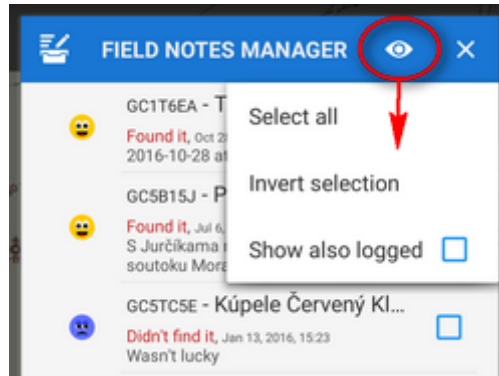 FIELD NOTES MANAGER
GC1T6EA - T
Found it, Oct 2
2016-10-28 at
Select all
GC5B15J - P
Found it, Jul 6,
S Jurčíkama
soutoku Mora
Invert selection
Show also logged
GC5TC5E - Kúpele Červený Kl...
Didn't find it, Jan 13, 2016, 15:23
Wasn't lucky